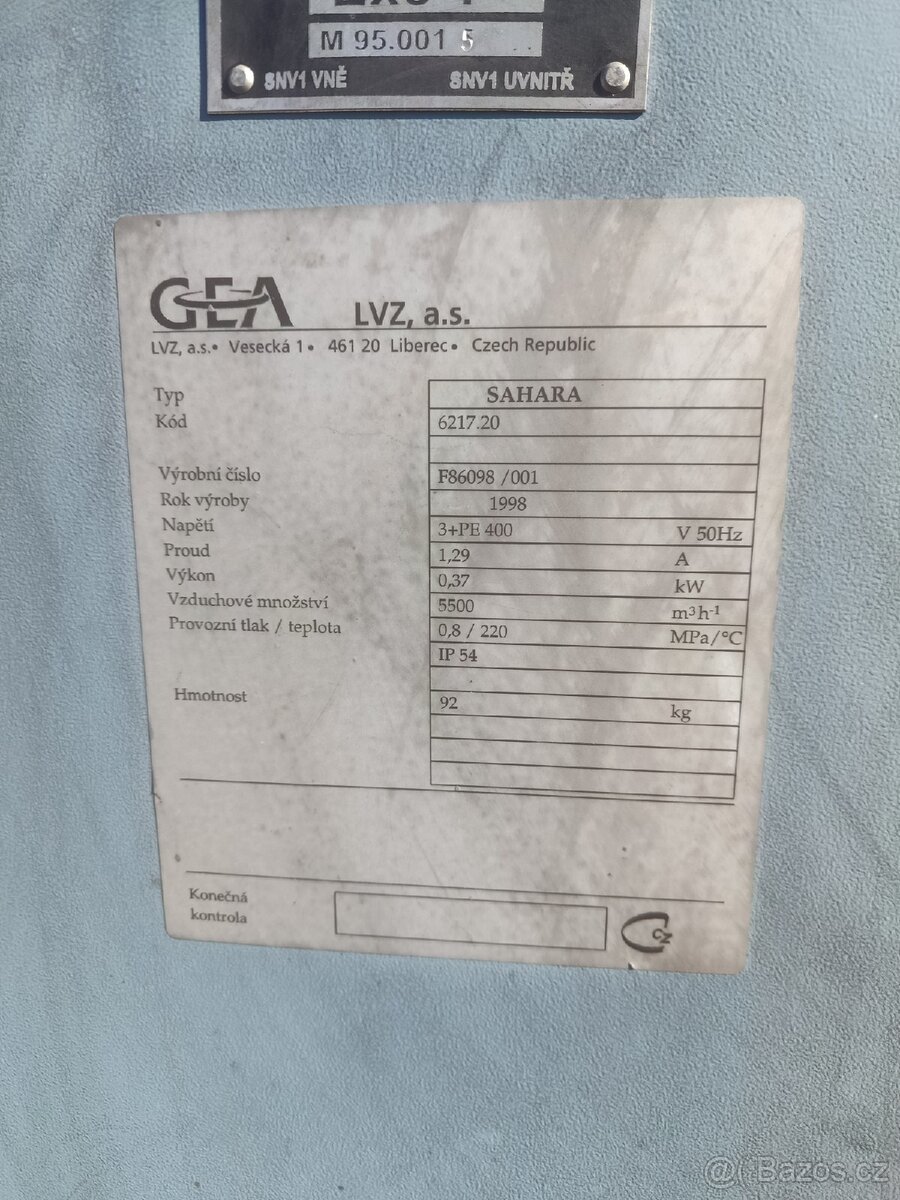 M 95.001 5
SNV1 VNĚ SNV1 UVNITŘ
GEA LVZ, a.s.
LVZ, a.s. • Vesecká 1 • 461 20 Liberec • Czech Republic
Typ SAHARA
Kód 6217.20
Výrobní číslo F86098 /001
Rok výroby 1998
Napětí 3+PE 400 V 50Hz
Proud 1,29 A
Výkon 0,37 kW
Vzduchové množství 5500 m³h⁻¹
Provozní tlak / teplota 0,8 / 220 MPa/°C
IP 54
Hmotnost 92 kg
Konečná
kontrola
CZ
@( Bazoš.cz